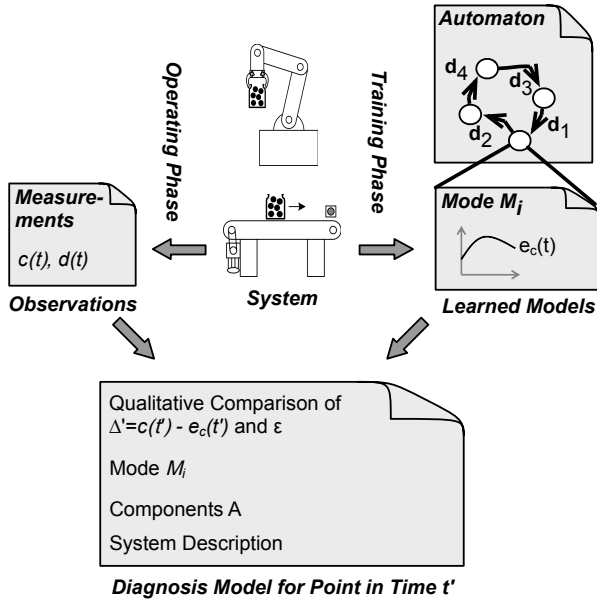 Automaton
d4
d3
d2
d1
Operating Phase
Training Phase
Measure-
ments
c(t), d(t)
Observations
System
Mode Mi
ec(t)
Learned Models
Qualitative Comparison of
Δ'=c(t') - ec(t') and ε
Mode Mi
Components A
System Description
Diagnosis Model for Point in Time t'